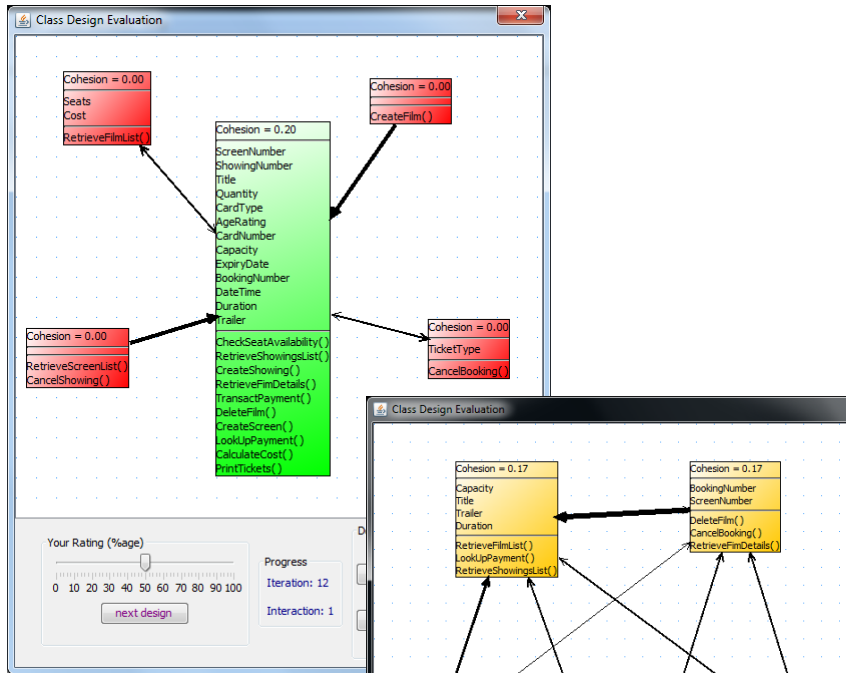 Class Design Evaluation
Cohesion = 0.00
Seats
Cost
RetrieveFilmList()
Cohesion = 0.00
CreateFilm()
Cohesion = 0.20
ScreenNumber
ShowingNumber
Title
Quantity
CardType
AgeRating
CardNumber
Capacity
ExpiryDate
BookingNumber
DateTime
Duration
Trailer
CheckSeatAvailability()
RetrieveShowingsList()
CreateShowing()
RetrieveFimDetails()
TransactPayment()
DeleteFilm()
CreateScreen()
LookUpPayment()
CalculateCost()
PrintTickets()
Cohesion = 0.00
RetrieveScreenList()
CancelShowing()
Cohesion = 0.00
TicketType
CancelBooking()
Your Rating (%age)
0 10 20 30 40 50 60 70 80 90 100
next design
Progress
Iteration: 12
Interaction: 1
Class Design Evaluation
Cohesion = 0.17
Capacity
Title
Trailer
Duration
RetrieveFilmList()
LookUpPayment()
RetrieveShowingsList()
Cohesion = 0.17
BookingNumber
ScreenNumber
DeleteFilm()
CancelBooking()
RetrieveFimDetails()